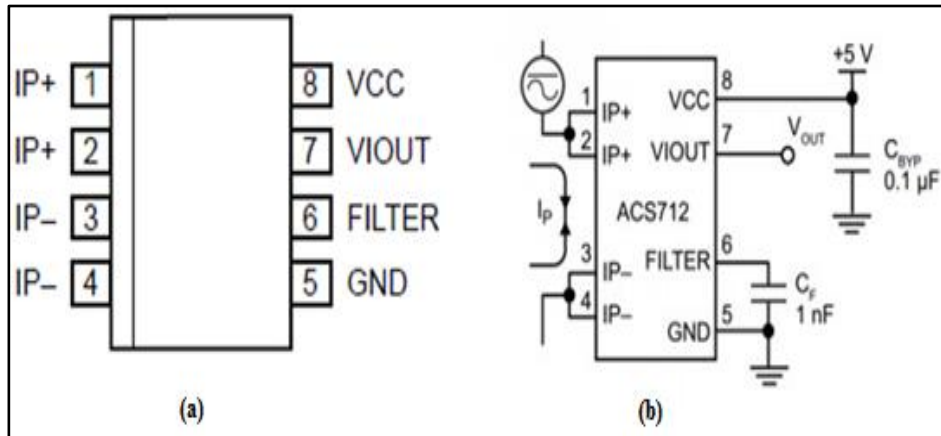 IP+ 1
IP+ 2
IP– 3
IP– 4
8 VCC
7 VIOUT
6 FILTER
5 GND
(a)
+5 V
1 IP+
2 IP+
IP
3 IP–
4 IP–
ACS712
VCC 8
VIOUT 7
VOUT
FILTER 6
GND 5
CBYP
0.1 µF
CF
1 nF
(b)